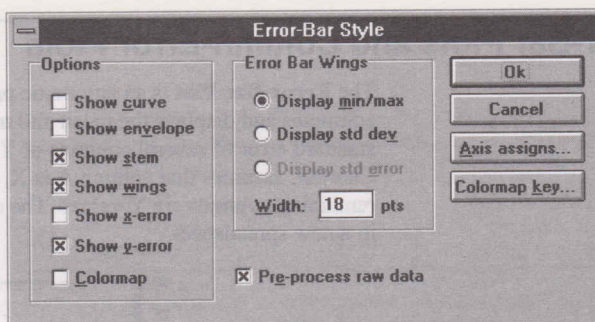 Error-Bar Style
Options
Show curve
Show envelope
Show stem
Show wings
Show x-error
Show y-error
Colormap
Error Bar Wings
Display min/max
Display std dev
Display std error
Width: 18 pts
Pre-process raw data
Ok
Cancel
Axis assigns...
Colormap key...